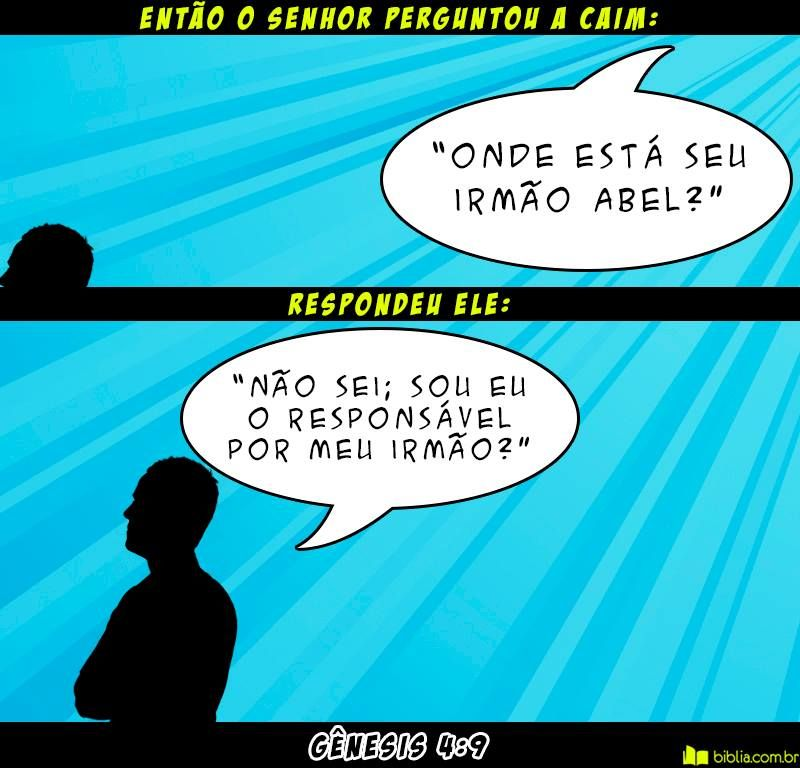 ENTÃO O SENHOR PERGUNTOU A CAIM:
"ONDE ESTÁ SEU
IRMÃO ABEL?"
RESPONDEU ELE:
"NÃO SEI; SOU EU
O RESPONSÁVEL
POR MEU IRMÃO?"
GÊNESIS 4:9
biblia.com.br